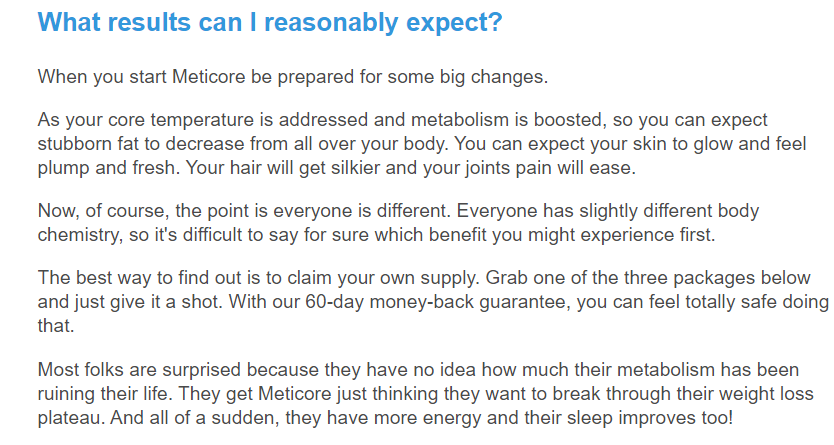 What results can I reasonably expect?
When you start Meticore be prepared for some big changes.
As your core temperature is addressed and metabolism is boosted, so you can expect
stubborn fat to decrease from all over your body. You can expect your skin to glow and feel
plump and fresh. Your hair will get silkier and your joints pain will ease.
Now, of course, the point is everyone is different. Everyone has slightly different body
chemistry, so it's difficult to say for sure which benefit you might experience first.
The best way to find out is to claim your own supply. Grab one of the three packages below
and just give it a shot. With our 60-day money-back guarantee, you can feel totally safe doing
that.
Most folks are surprised because they have no idea how much their metabolism has been
ruining their life. They get Meticore just thinking they want to break through their weight loss
plateau. And all of a sudden, they have more energy and their sleep improves too!